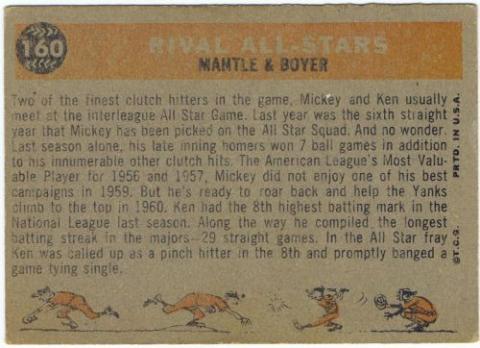 160
RIVAL ALL-STARS
MANTLE & BOYER
Two of the finest clutch hitters in the game, Mickey and Ken usually
meet at the interleague All Star Game. Last year was the sixth straight
year that Mickey has been picked on the All Star Squad. And no wonder.
Last season alone, his late inning homers won 7 ball games in addition
to his innumerable other clutch hits. The American League's Most Valu-
able Player for 1956 and 1957, Mickey did not enjoy one of his best
campaigns in 1959. But he's ready to roar back and help the Yanks
climb to the top in 1960. Ken had the 8th highest batting mark in the
National League last season. Along the way he compiled the longest
batting streak in the majors—29 straight games. In the All Star fray
Ken was called up as a pinch hitter in the 8th and promptly banged a
game tying single.
©T.C.G. PRTD. IN U.S.A.